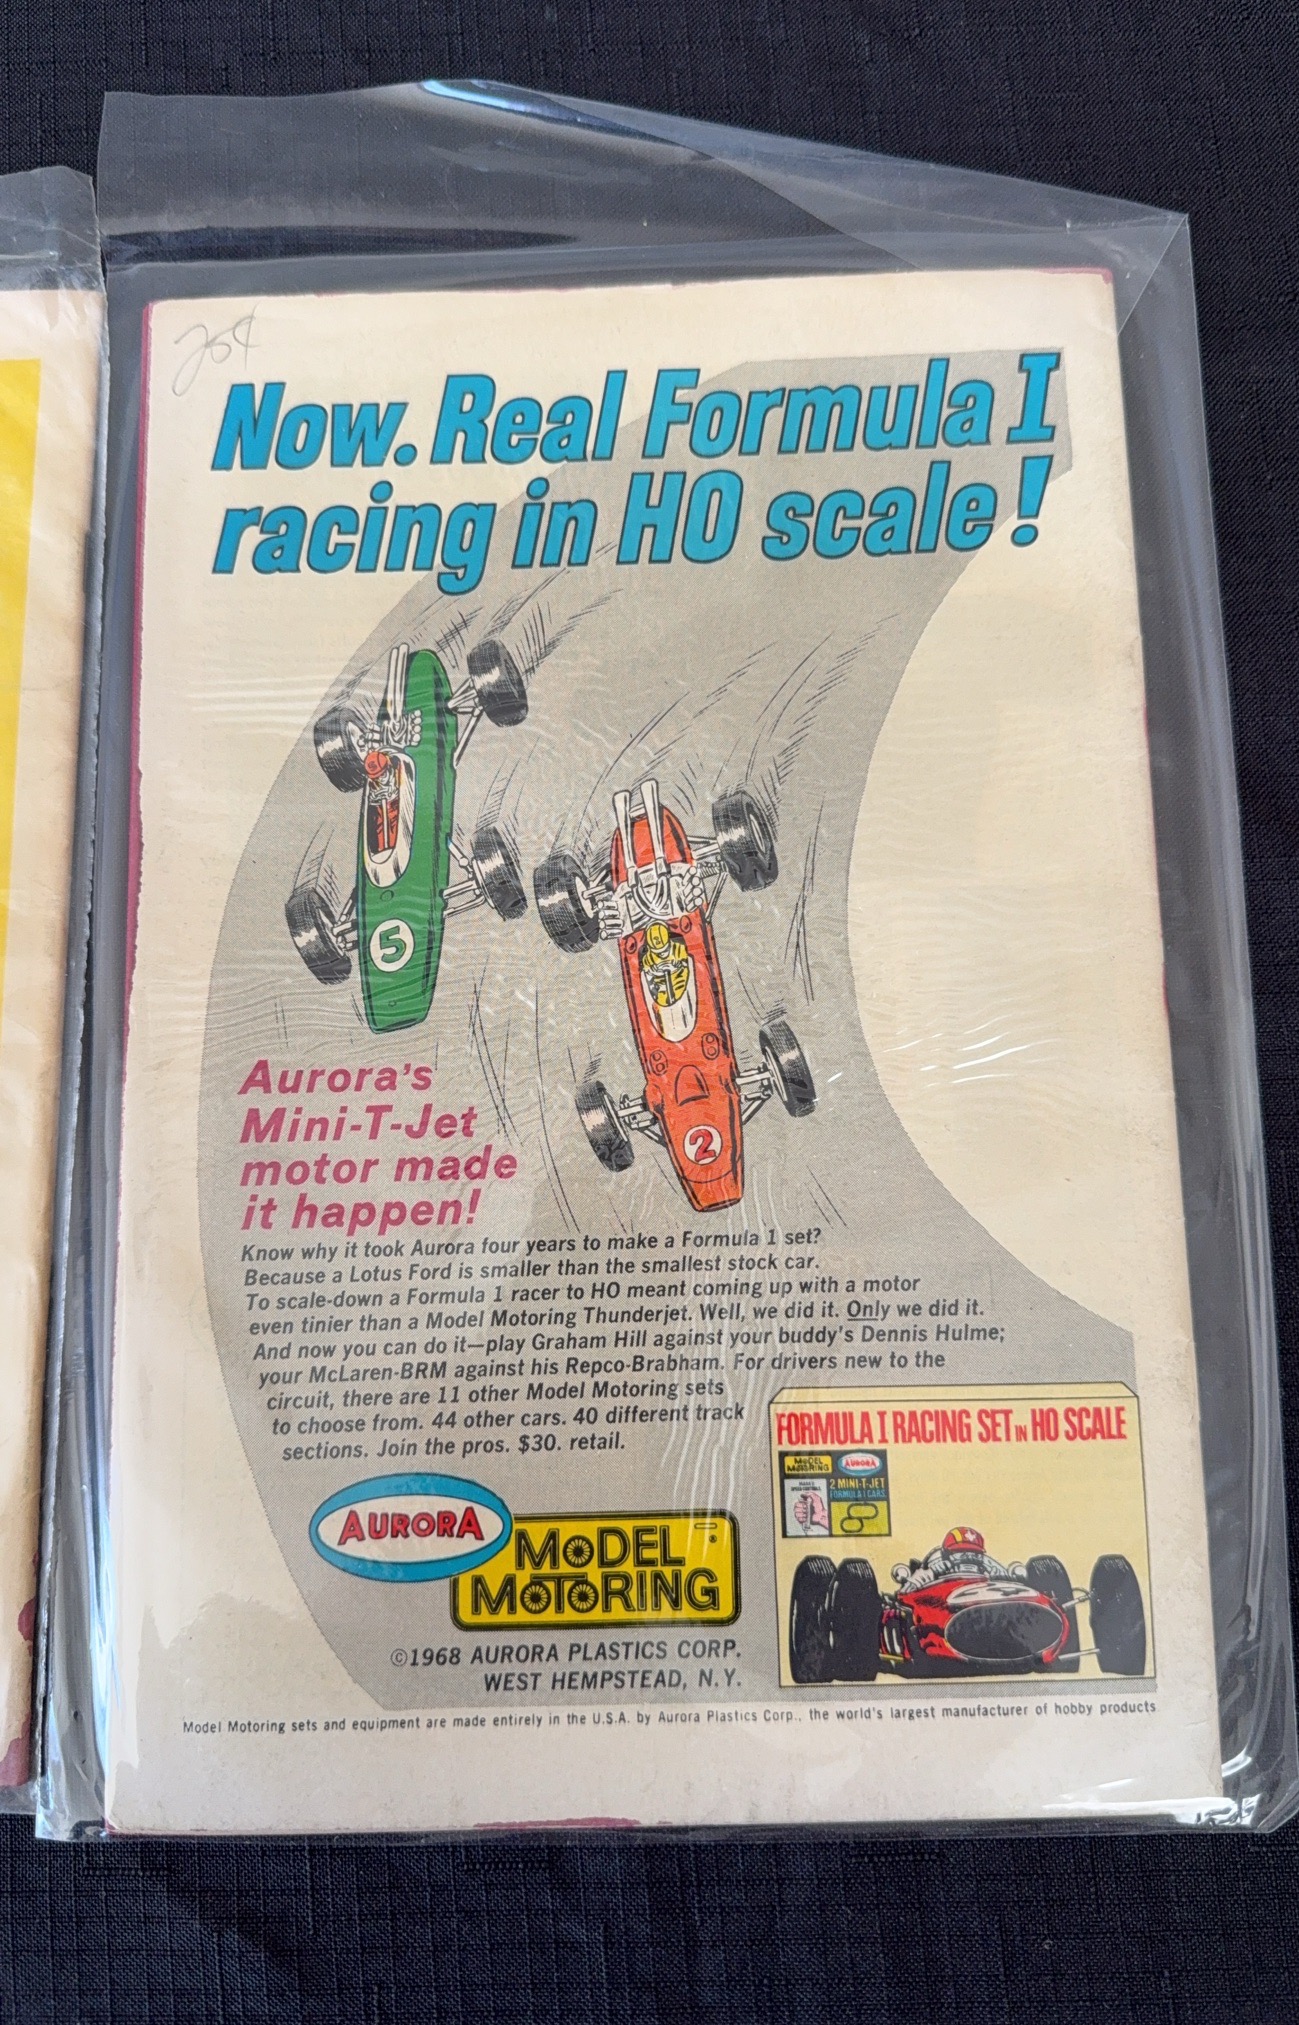 20¢
Now. Real Formula I
racing in HO scale!
5
2
Aurora's
Mini-T-Jet
motor made
it happen!
Know why it took Aurora four years to make a Formula 1 set?
Because a Lotus Ford is smaller than the smallest stock car.
To scale-down a Formula 1 racer to HO meant coming up with a motor
even tinier than a Model Motoring Thunderjet. Well, we did it. Only we did it.
And now you can do it—play Graham Hill against your buddy's Dennis Hulme;
your McLaren-BRM against his Repco-Brabham. For drivers new to the
circuit, there are 11 other Model Motoring sets
to choose from. 44 other cars. 40 different track
sections. Join the pros. $30. retail.
FORMULA I RACING SET IN HO SCALE
MODEL MOTORING
AURORA
2 MINI-T-JET
FORMULA I CARS
AURORA
MODEL
MOTORING
®
©1968 AURORA PLASTICS CORP.
WEST HEMPSTEAD, N.Y.
Model Motoring sets and equipment are made entirely in the U.S.A. by Aurora Plastics Corp., the world's largest manufacturer of hobby products